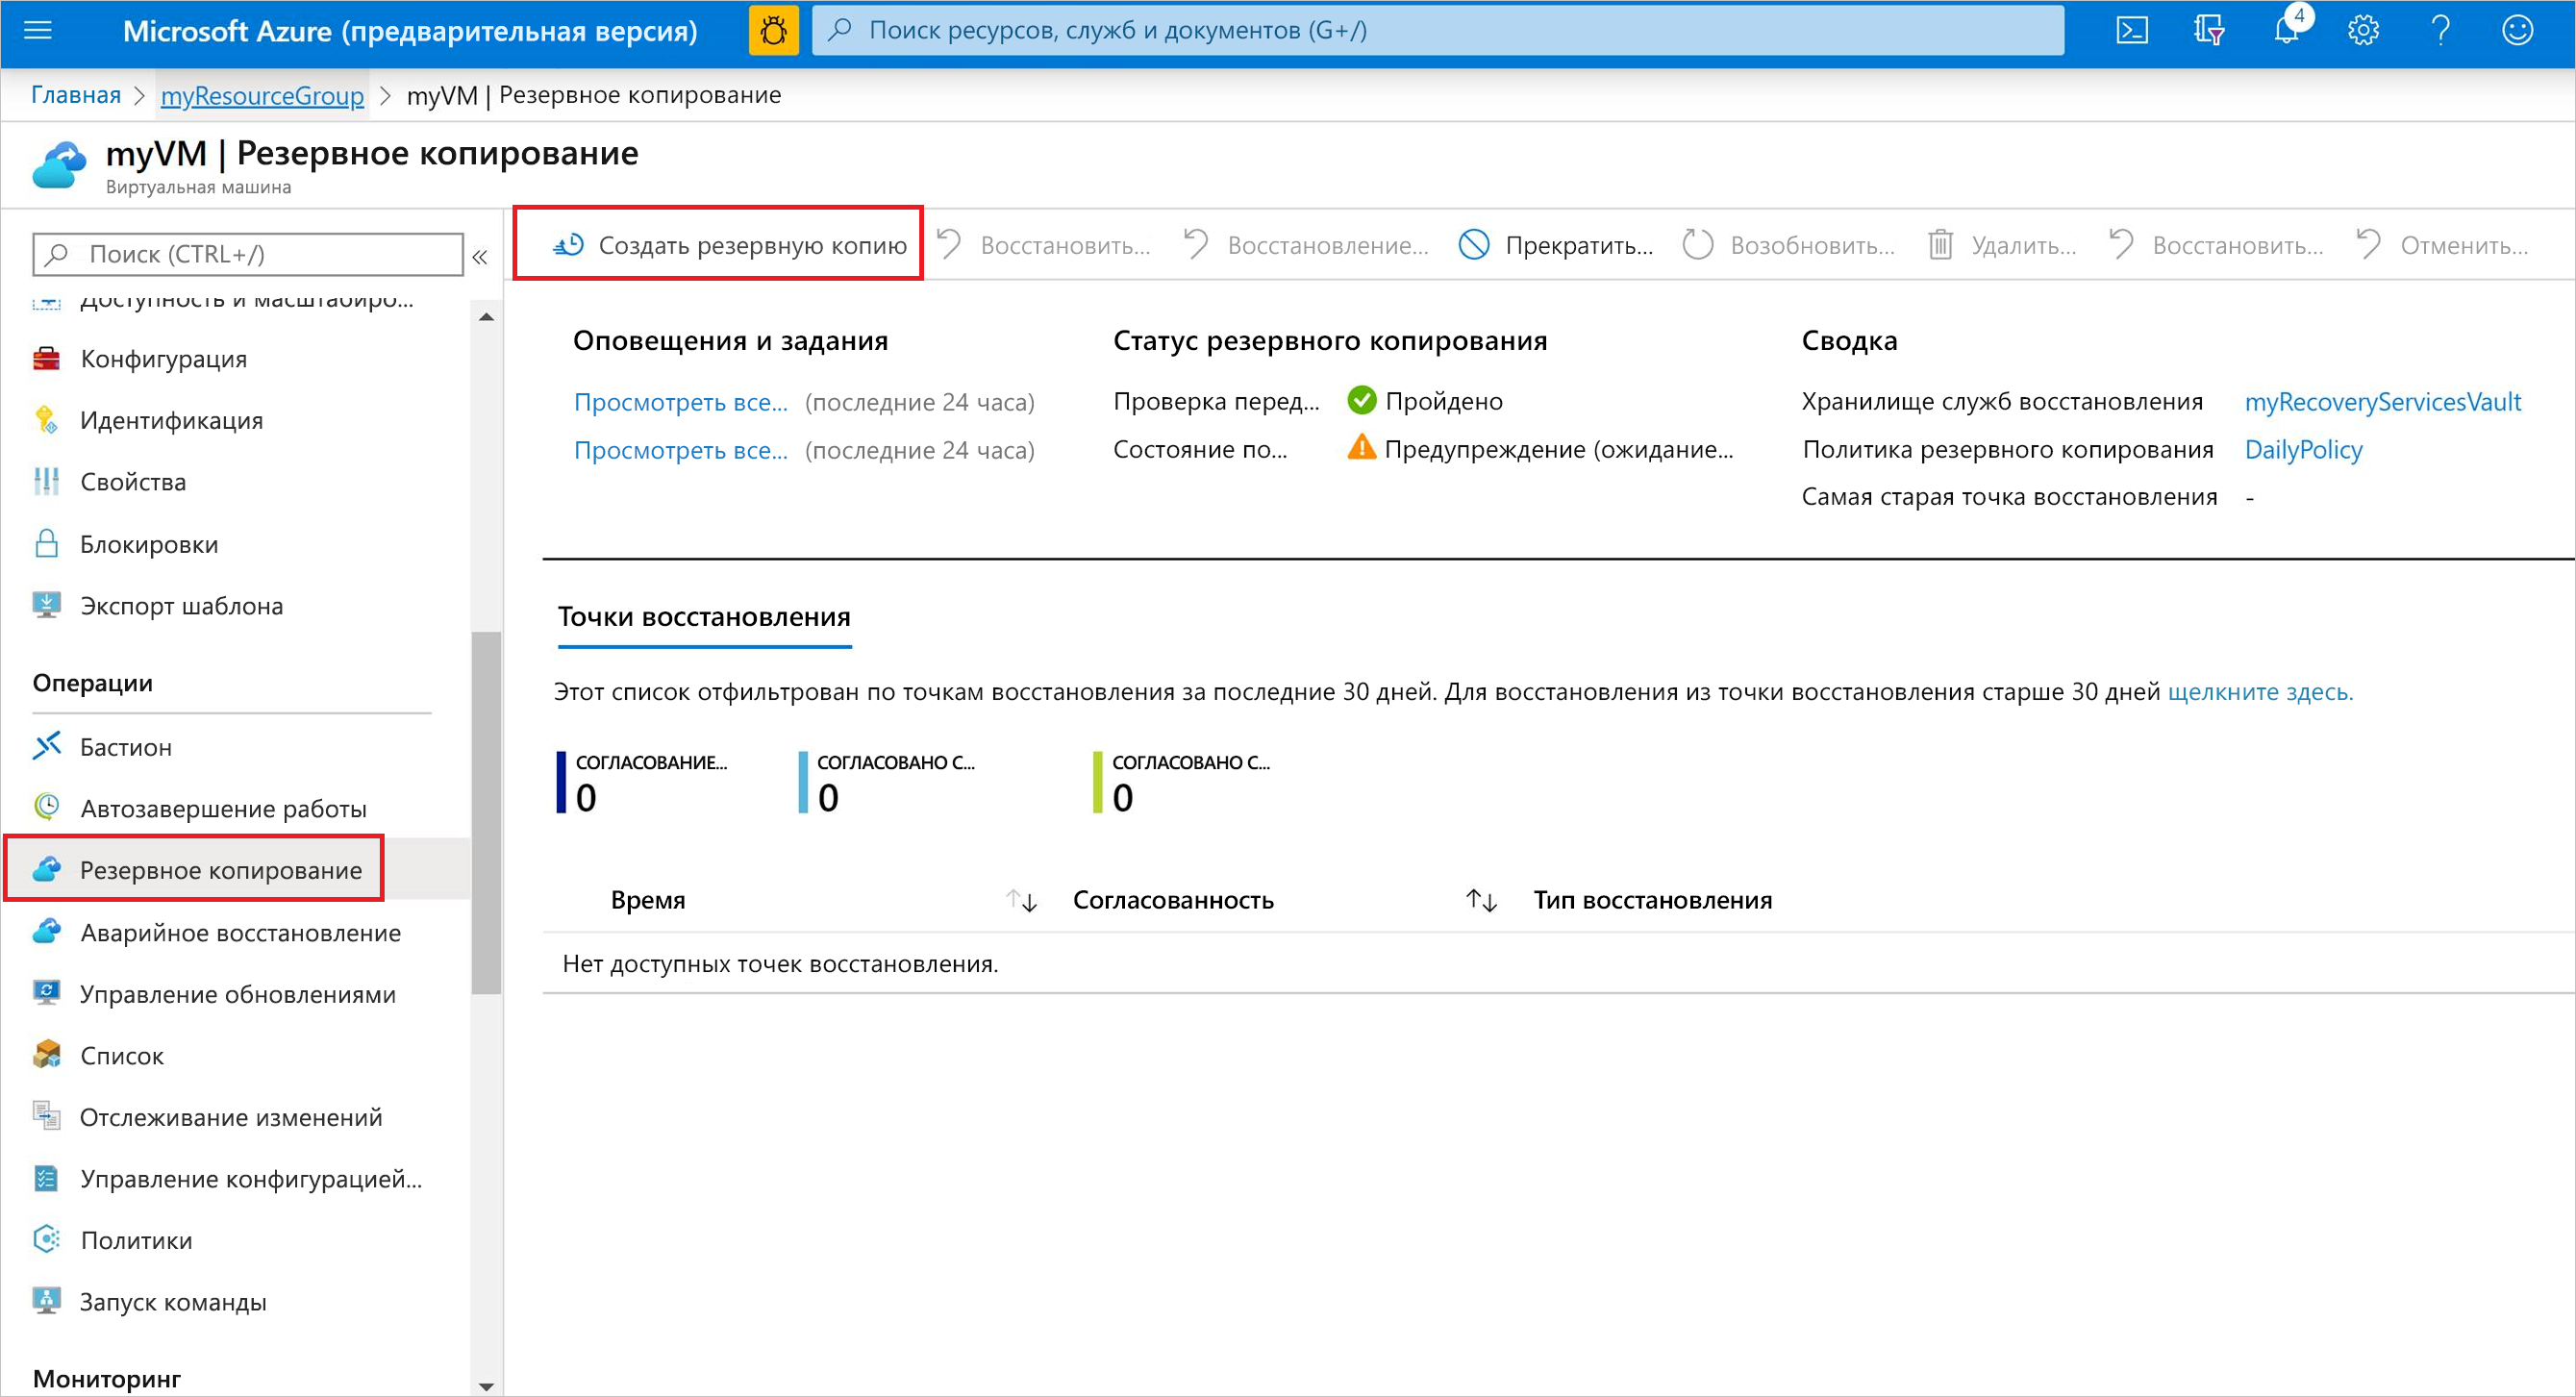 Microsoft Azure (предварительная версия)
Поиск ресурсов, служб и документов (G+/)
4
Главная > myResourceGroup > myVM | Резервное копирование
myVM | Резервное копирование
Виртуальная машина
Поиск (CTRL+/)
«
Доступность и масштабиро...
Конфигурация
Идентификация
Свойства
Блокировки
Экспорт шаблона
Операции
Бастион
Автозавершение работы
Резервное копирование
Аварийное восстановление
Управление обновлениями
Список
Отслеживание изменений
Управление конфигурацией...
Политики
Запуск команды
Мониторинг
Создать резервную копию
Восстановить...
Восстановление...
Прекратить...
Возобновить...
Удалить...
Восстановить...
Отменить...
Оповещения и задания
Просмотреть все... (последние 24 часа)
Просмотреть все... (последние 24 часа)
Статус резервного копирования
Проверка перед... Пройдено
Состояние по... Предупреждение (ожидание...
Сводка
Хранилище служб восстановления myRecoveryServicesVault
Политика резервного копирования DailyPolicy
Самая старая точка восстановления -
Точки восстановления
Этот список отфильтрован по точкам восстановления за последние 30 дней. Для восстановления из точки восстановления старше 30 дней щелкните здесь.
СОГЛАСОВАНИЕ...
0
СОГЛАСОВАНО С...
0
СОГЛАСОВАНО С...
0
Время Согласованность Тип восстановления
Нет доступных точек восстановления.